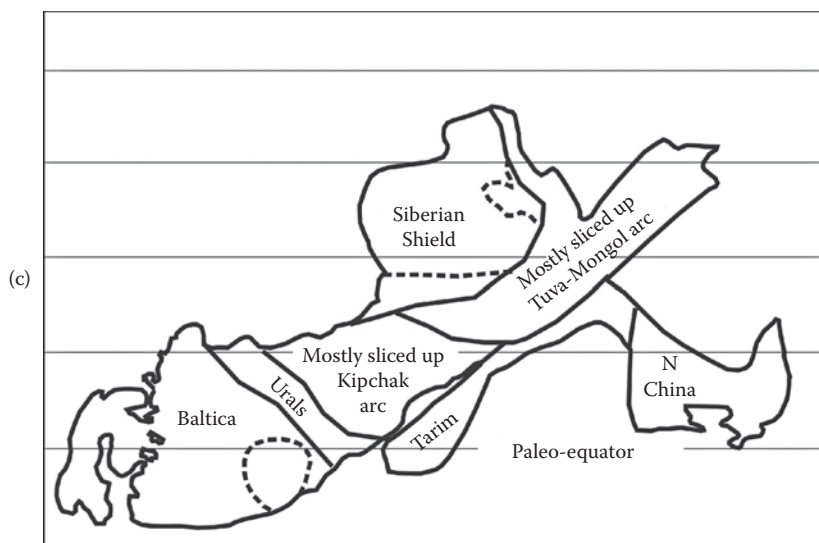 (c)
Siberian
Shield
Mostly sliced up
Tuva-Mongol arc
Mostly sliced up
Kipchak
arc
Urals
Baltica
Tarim
N
China
Paleo-equator